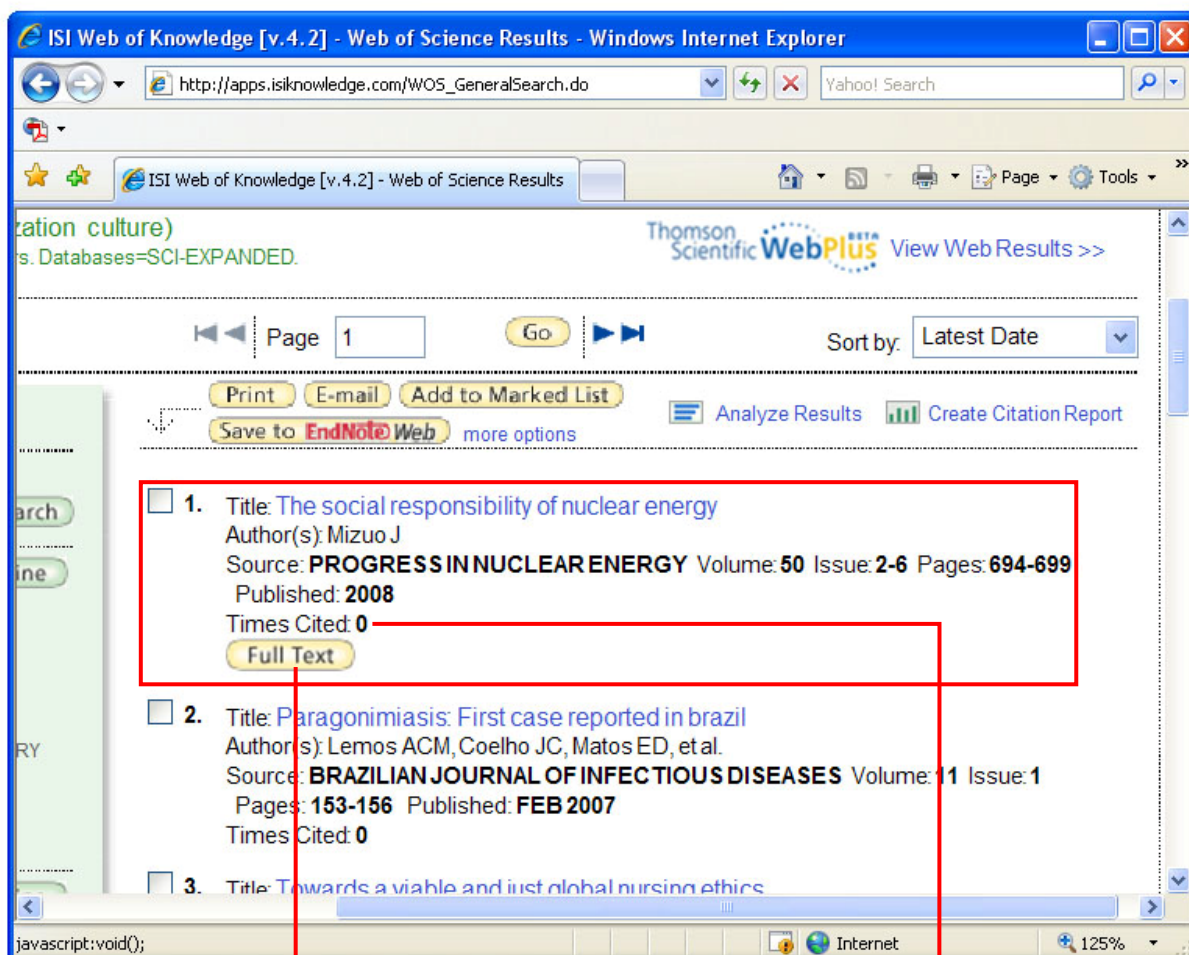 ISI Web of Knowledge [v.4.2] - Web of Science Results - Windows Internet Explorer
http://apps.isiknowledge.com/WOS_GeneralSearch.do
Yahoo! Search
ISI Web of Knowledge [v.4.2] - Web of Science Results
Page Tools
zation culture)
rs. Databases=SCI-EXPANDED.
Thomson Scientific WebPlus BETA View Web Results >>
Page 1 Go Sort by: Latest Date
Print E-mail Add to Marked List
Save to EndNote Web more options
Analyze Results Create Citation Report
arch
ine
RY
1. Title: The social responsibility of nuclear energy
Author(s): Mizuo J
Source: PROGRESS IN NUCLEAR ENERGY Volume: 50 Issue: 2-6 Pages: 694-699
Published: 2008
Times Cited: 0
Full Text
2. Title: Paragonimiasis: First case reported in brazil
Author(s): Lemos ACM, Coelho JC, Matos ED, et al.
Source: BRAZILIAN JOURNAL OF INFECTIOUS DISEASES Volume: 11 Issue: 1
Pages: 153-156 Published: FEB 2007
Times Cited: 0
3. Title: Towards a viable and just global nursing ethics
javascript:void(); Internet 125%